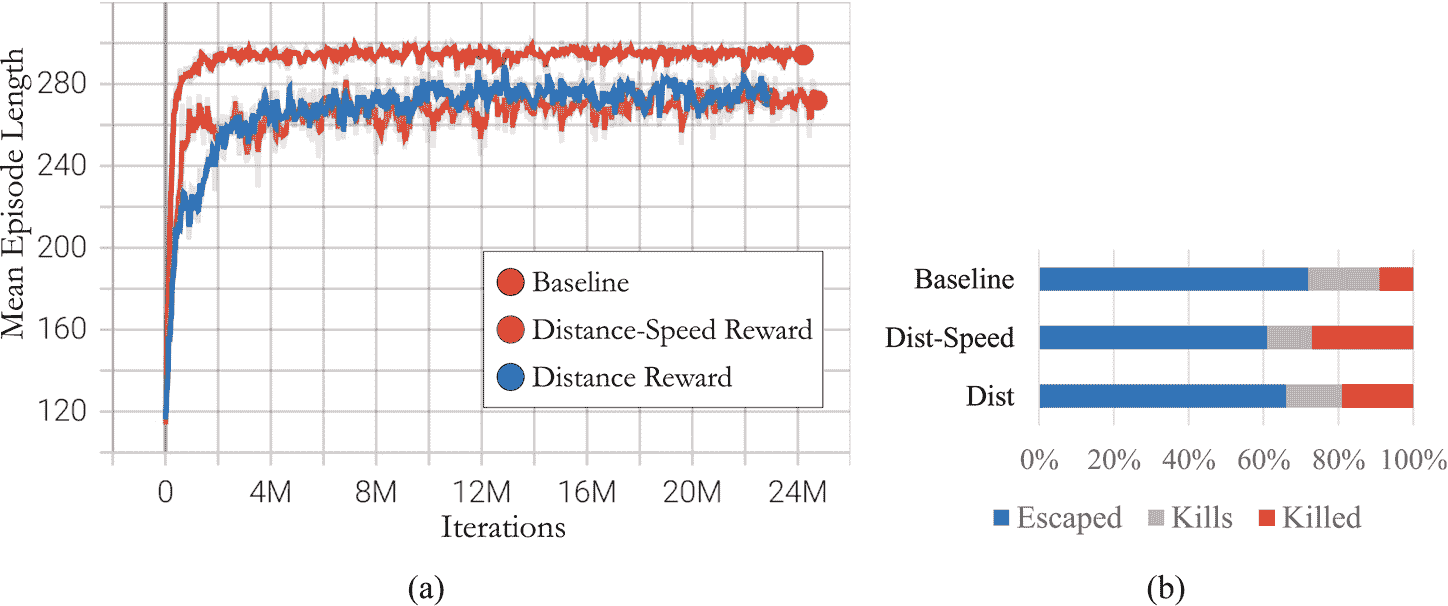 Mean Episode Length
280
240
200
160
120
0
4M
8M
12M
16M
20M
24M
Iterations
Baseline
Distance-Speed Reward
Distance Reward
(a)
Baseline
Dist-Speed
Dist
0%
20%
40%
60%
80%
100%
Escaped
Kills
Killed
(b)